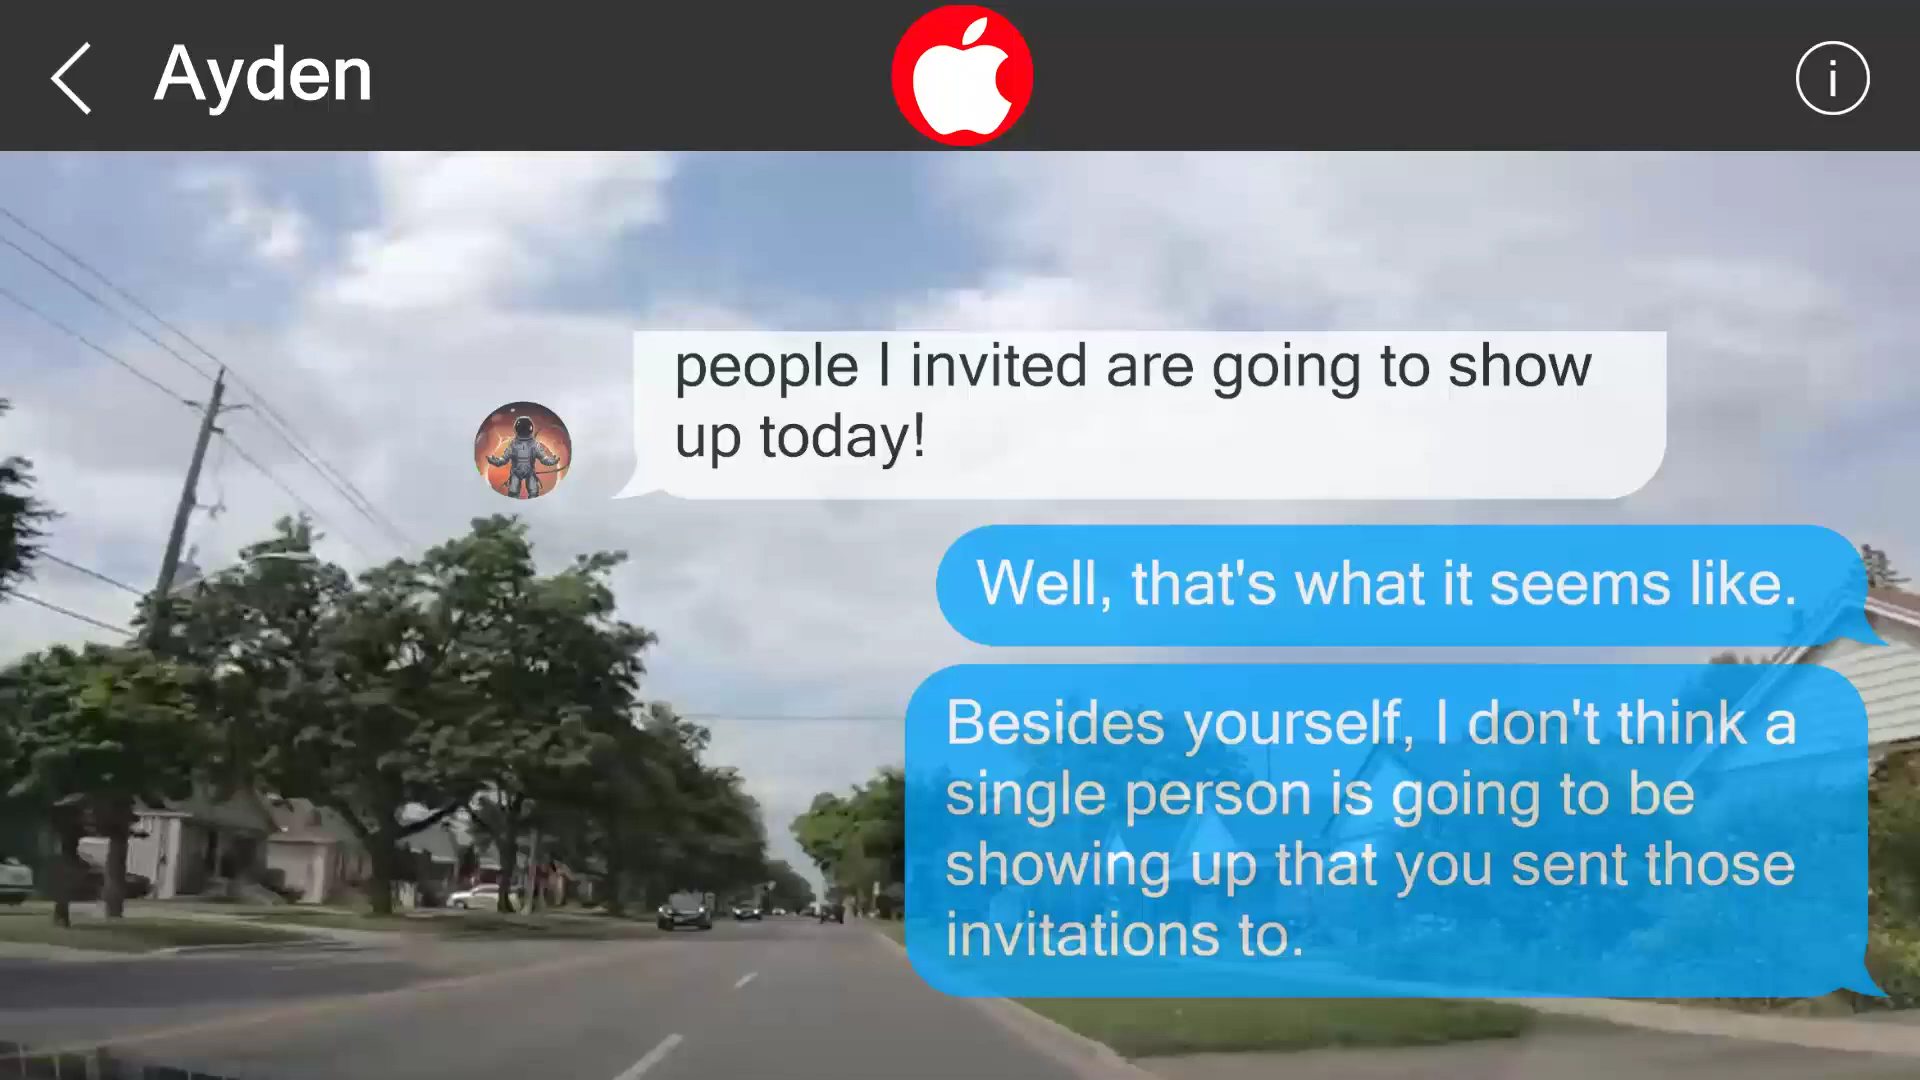 Ayden
i
people I invited are going to show
up today!
Well, that's what it seems like.
Besides yourself, I don't think a
single person is going to be
showing up that you sent those
invitations to.